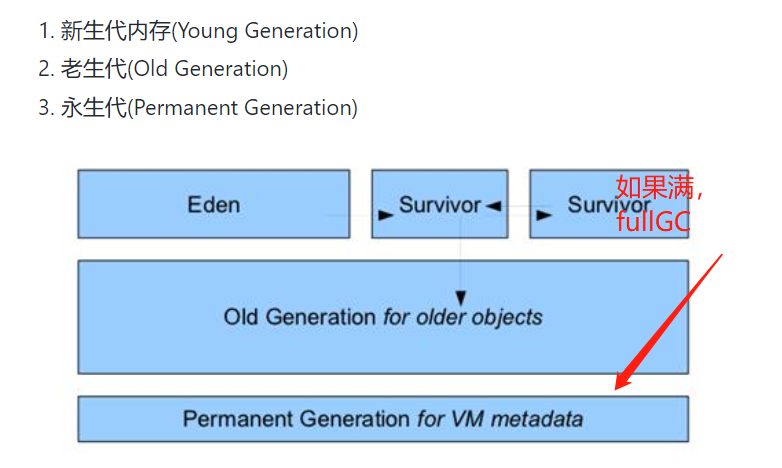 1. 新生代内存(Young Generation)
2. 老生代(Old Generation)
3. 永生代(Permanent Generation)
Eden
Survivor
Survivor
如果满，
fullGC
Old Generation for older objects
Permanent Generation for VM metadata